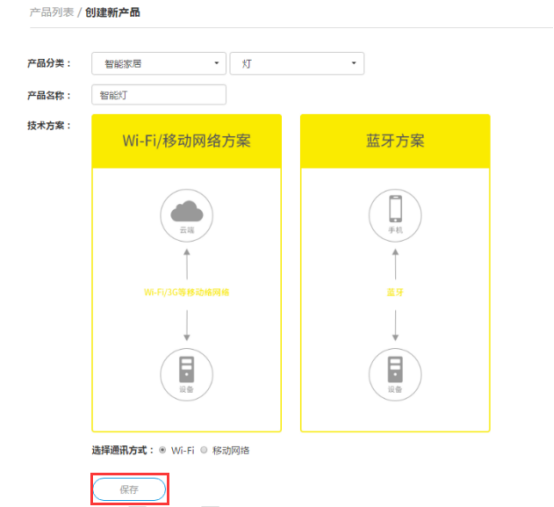 产品列表 / 创建新产品
产品分类： 智能家居 灯
产品名称： 智能灯
技术方案： Wi-Fi/移动网络方案 蓝牙方案
云端 手机
Wi-Fi/3G等移动蜂网络 蓝牙
设备 设备
选择通讯方式： Wi-Fi 移动网络
保存